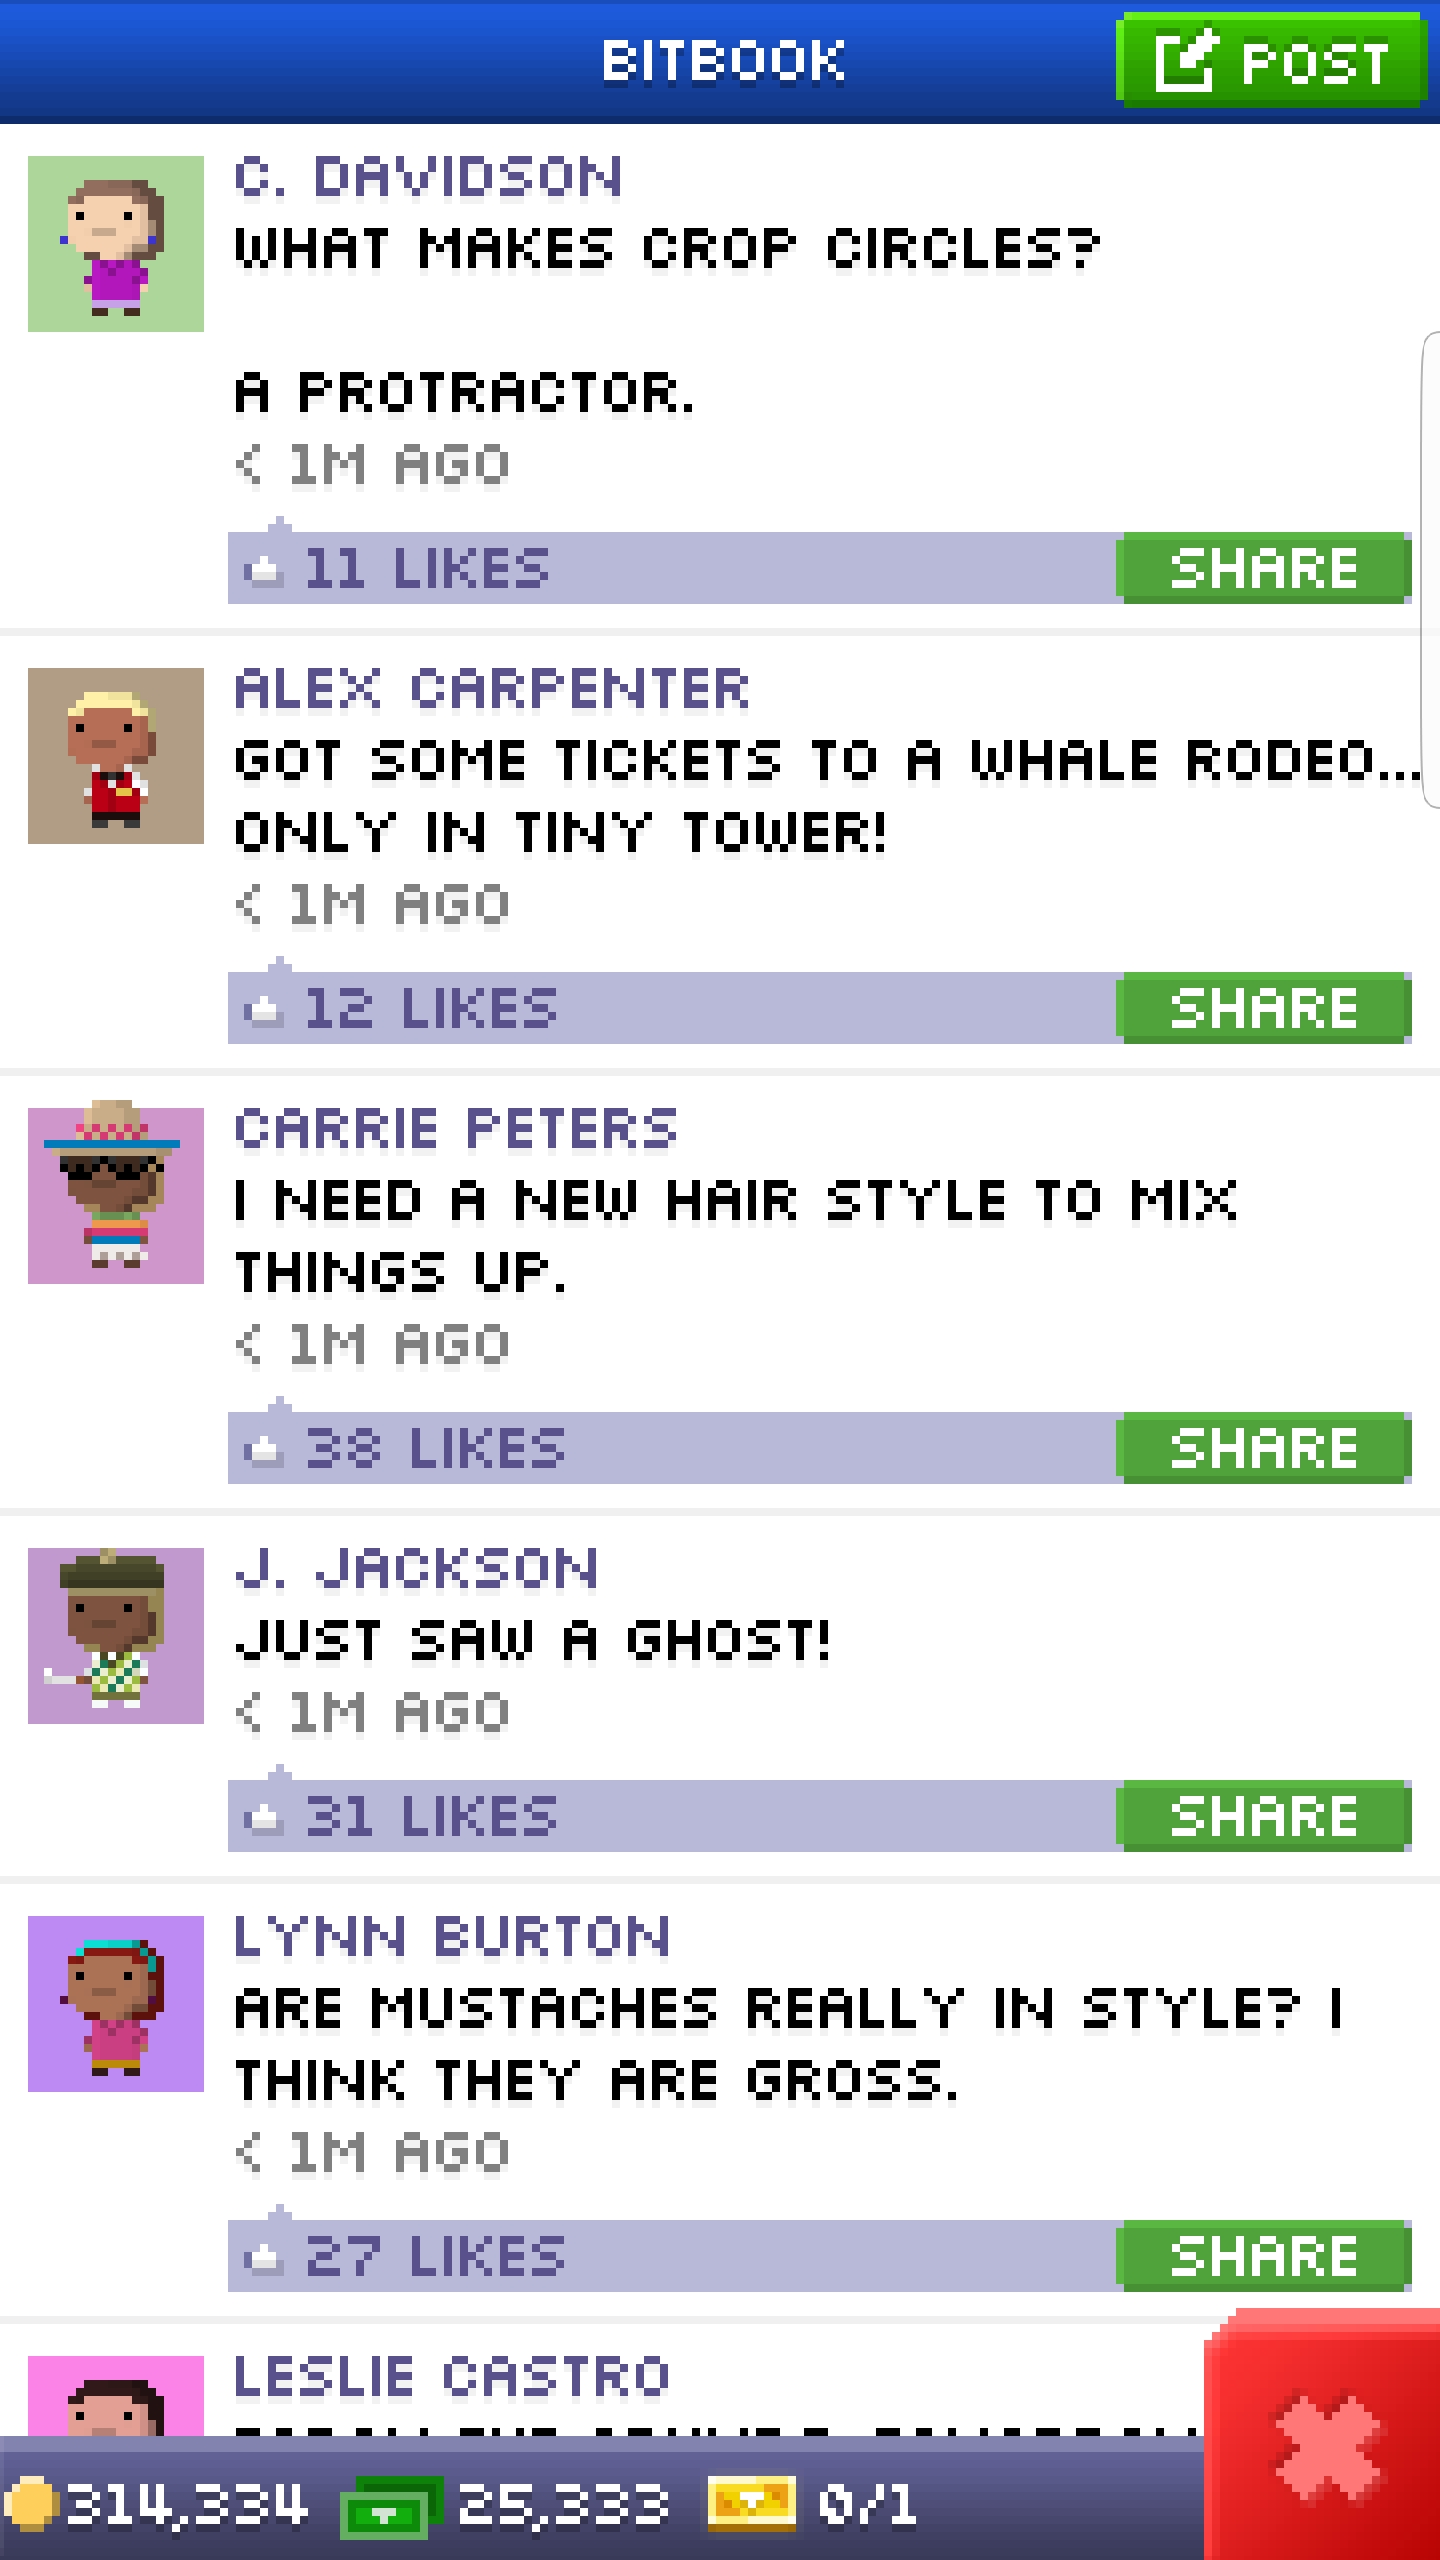 BITBOOK
POST
C. DAVIDSON
WHAT MAKES CROP CIRCLES?
A PROTRACTOR.
< 1M AGO
11 LIKES
SHARE
ALEX CARPENTER
GOT SOME TICKETS TO A WHALE RODEO...
ONLY IN TINY TOWER!
< 1M AGO
12 LIKES
SHARE
CARRIE PETERS
I NEED A NEW HAIR STYLE TO MIX
THINGS UP.
< 1M AGO
38 LIKES
SHARE
J. JACKSON
JUST SAW A GHOST!
< 1M AGO
31 LIKES
SHARE
LYNN BURTON
ARE MUSTACHES REALLY IN STYLE? I
THINK THEY ARE GROSS.
< 1M AGO
27 LIKES
SHARE
LESLIE CASTRO
314,334
25,333
0/1